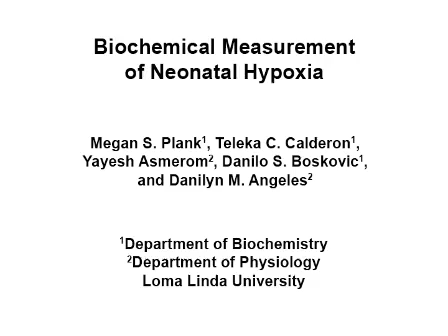 Biochemical Measurement
of Neonatal Hypoxia
Megan S. Plank¹, Teleka C. Calderon¹,
Yayesh Asmerom², Danilo S. Boskovic¹,
and Danilyn M. Angeles²
¹Department of Biochemistry
²Department of Physiology
Loma Linda University